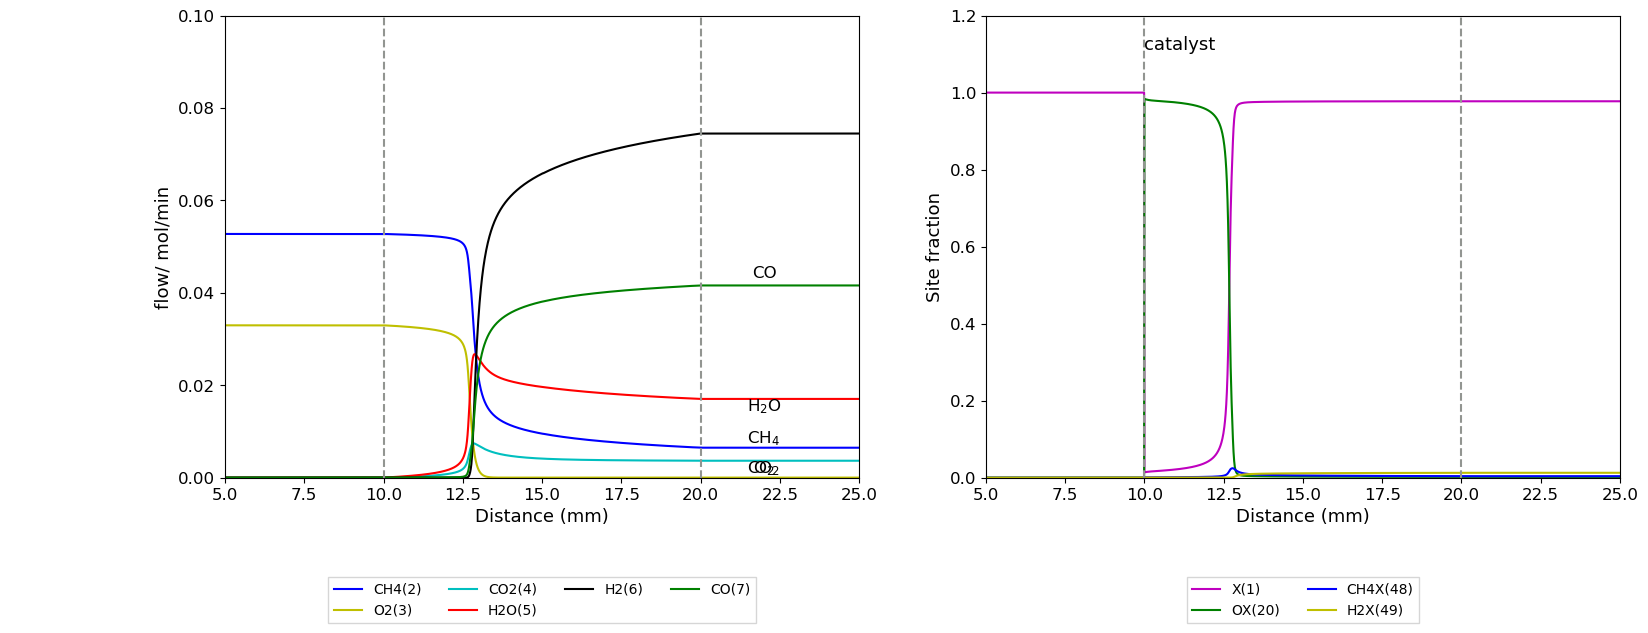 0.10
0.08
0.06
0.04
0.02
0.00
flow/ mol/min
CO
H₂O
CH₄
CO₂
O₂
5.0 7.5 10.0 12.5 15.0 17.5 20.0 22.5 25.0
Distance (mm)
CH4(2) CO2(4) H2(6) CO(7)
O2(3) H2O(5)
1.2
1.0
0.8
0.6
0.4
0.2
0.0
Site fraction
catalyst
5.0 7.5 10.0 12.5 15.0 17.5 20.0 22.5 25.0
Distance (mm)
X(1) CH4X(48)
OX(20) H2X(49)